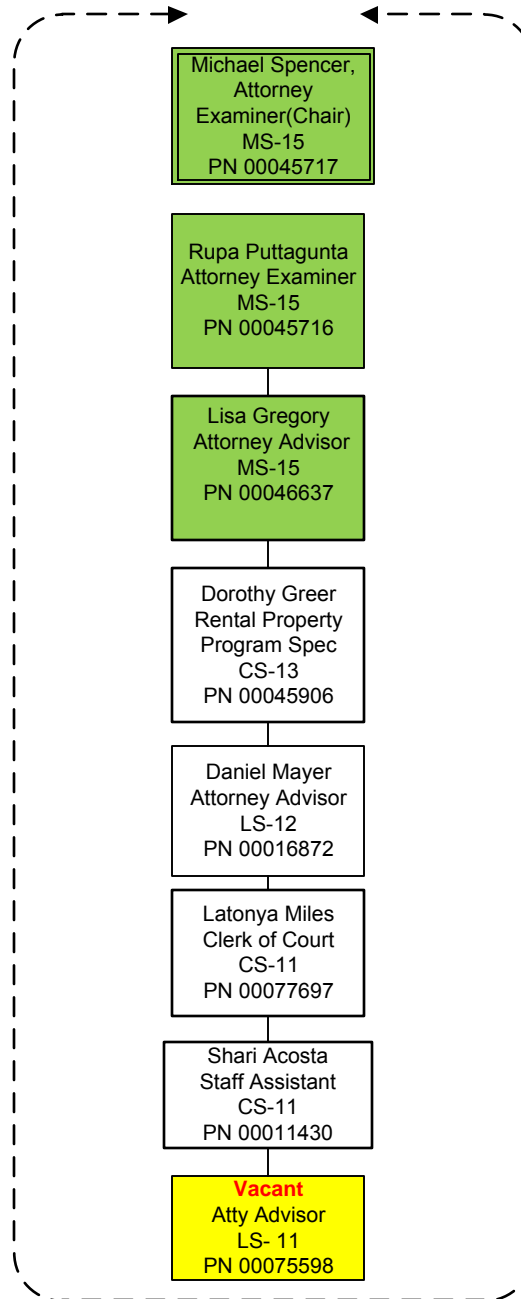 Michael Spencer,
Attorney
Examiner(Chair)
MS-15
PN 00045717
Rupa Puttagunta
Attorney Examiner
MS-15
PN 00045716
Lisa Gregory
Attorney Advisor
MS-15
PN 00046637
Dorothy Greer
Rental Property
Program Spec
CS-13
PN 00045906
Daniel Mayer
Attorney Advisor
LS-12
PN 00016872
Latonya Miles
Clerk of Court
CS-11
PN 00077697
Shari Acosta
Staff Assistant
CS-11
PN 00011430
Vacant
Atty Advisor
LS- 11
PN 00075598